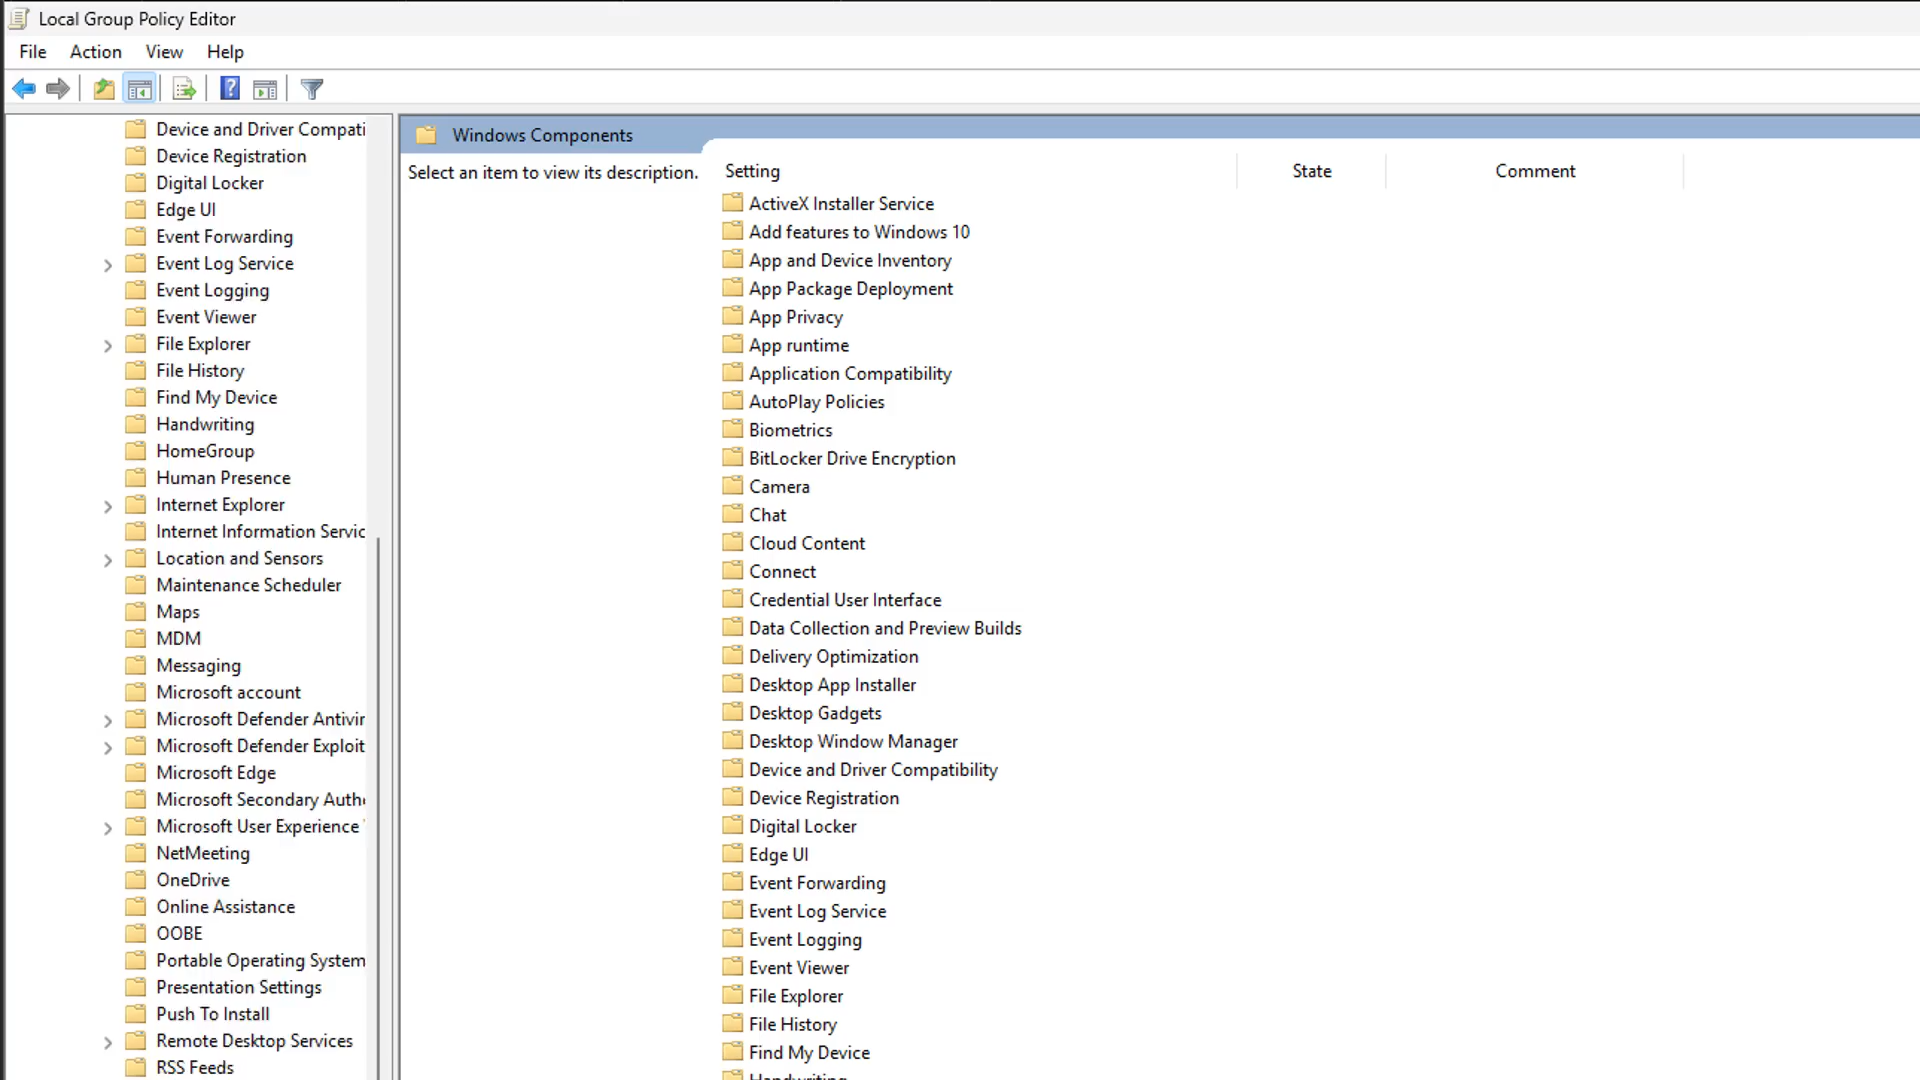 Local Group Policy Editor
File Action View Help
Device and Driver Compati
Device Registration
Digital Locker
Edge UI
Event Forwarding
Event Log Service
Event Logging
Event Viewer
File Explorer
File History
Find My Device
Handwriting
HomeGroup
Human Presence
Internet Explorer
Internet Information Servic
Location and Sensors
Maintenance Scheduler
Maps
MDM
Messaging
Microsoft account
Microsoft Defender Antivir
Microsoft Defender Exploit
Microsoft Edge
Microsoft Secondary Authe
Microsoft User Experience
NetMeeting
OneDrive
Online Assistance
OOBE
Portable Operating System
Presentation Settings
Push To Install
Remote Desktop Services
RSS Feeds
Windows Components
Select an item to view its description.
Setting State Comment
ActiveX Installer Service
Add features to Windows 10
App and Device Inventory
App Package Deployment
App Privacy
App runtime
Application Compatibility
AutoPlay Policies
Biometrics
BitLocker Drive Encryption
Camera
Chat
Cloud Content
Connect
Credential User Interface
Data Collection and Preview Builds
Delivery Optimization
Desktop App Installer
Desktop Gadgets
Desktop Window Manager
Device and Driver Compatibility
Device Registration
Digital Locker
Edge UI
Event Forwarding
Event Log Service
Event Logging
Event Viewer
File Explorer
File History
Find My Device
Handwriting